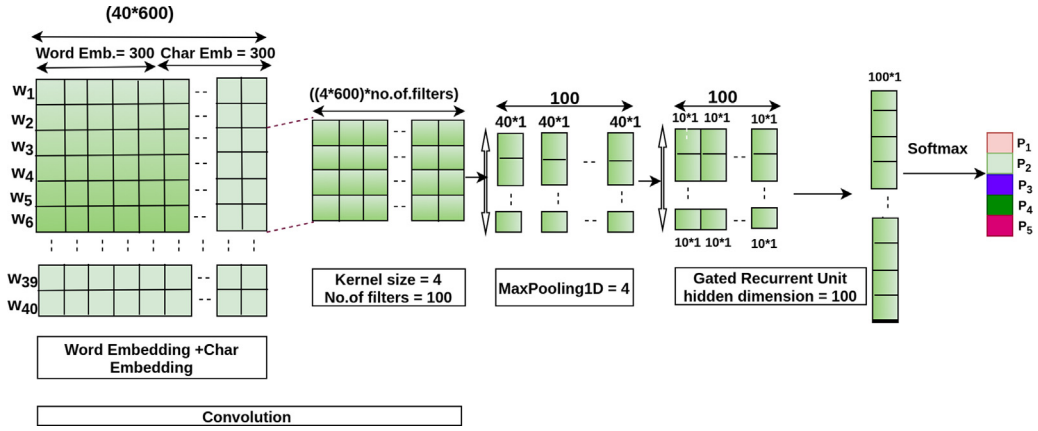 (40*600)
Word Emb.= 300 Char Emb = 300
w1
w2
w3
w4
w5
w6
w39
w40
Word Embedding +Char
Embedding
Convolution
((4*600)*no.of.filters)
Kernel size = 4
No.of filters = 100
100
40*1 40*1 40*1
MaxPooling1D = 4
100
10*1 10*1 10*1
10*1 10*1 10*1
Gated Recurrent Unit
hidden dimension = 100
100*1
Softmax
P1
P2
P3
P4
P5